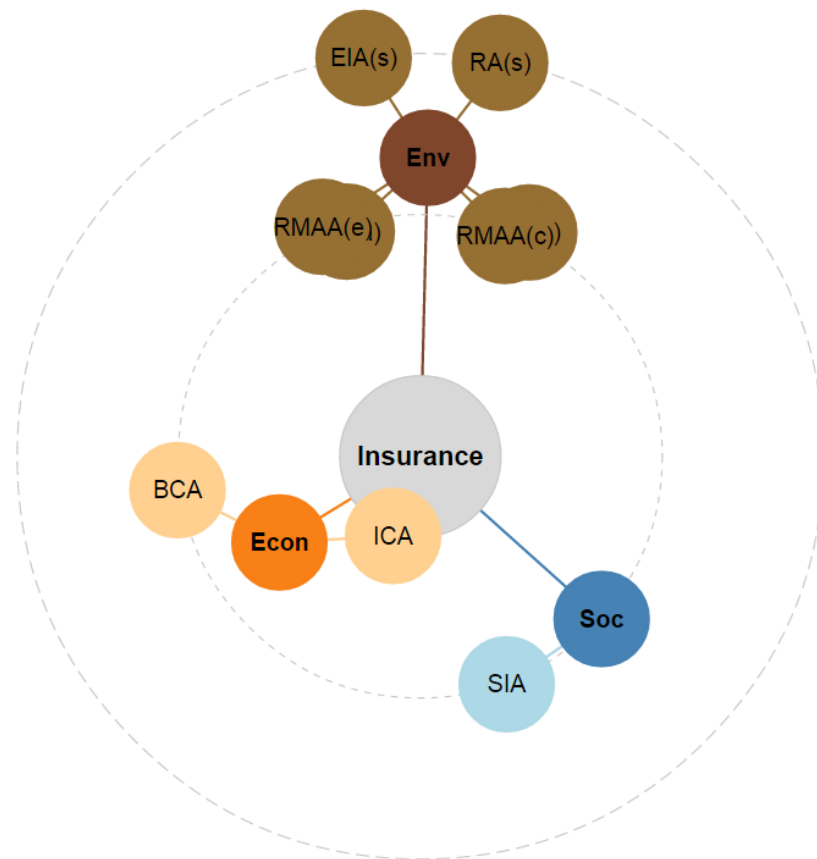 EIA(s)
RA(s)
Env
RMAA(e)
RMAA(c)
Insurance
BCA
Econ
ICA
Soc
SIA